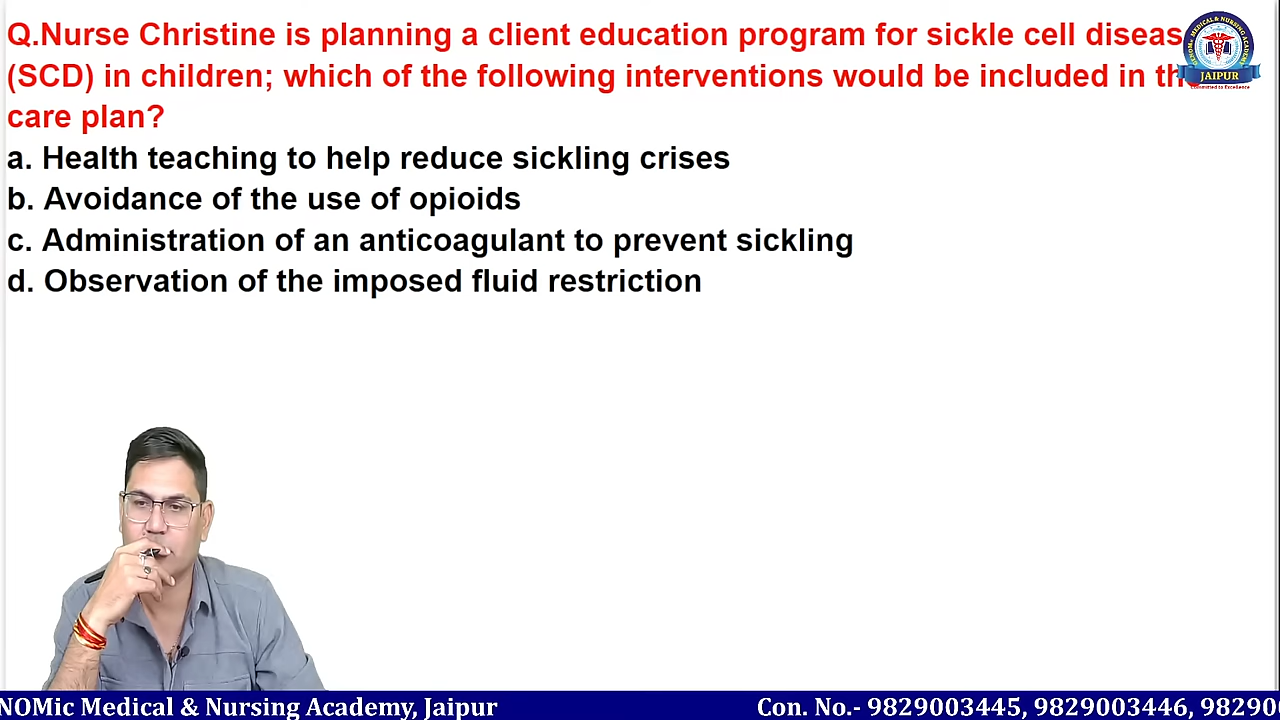 Q.Nurse Christine is planning a client education program for sickle cell diseas
(SCD) in children; which of the following interventions would be included in th
care plan?
a. Health teaching to help reduce sickling crises
b. Avoidance of the use of opioids
c. Administration of an anticoagulant to prevent sickling
d. Observation of the imposed fluid restriction
JAIPUR
Committed to Excellence
NOMic Medical & Nursing Academy, Jaipur
Con. No.- 9829003445, 9829003446, 98290